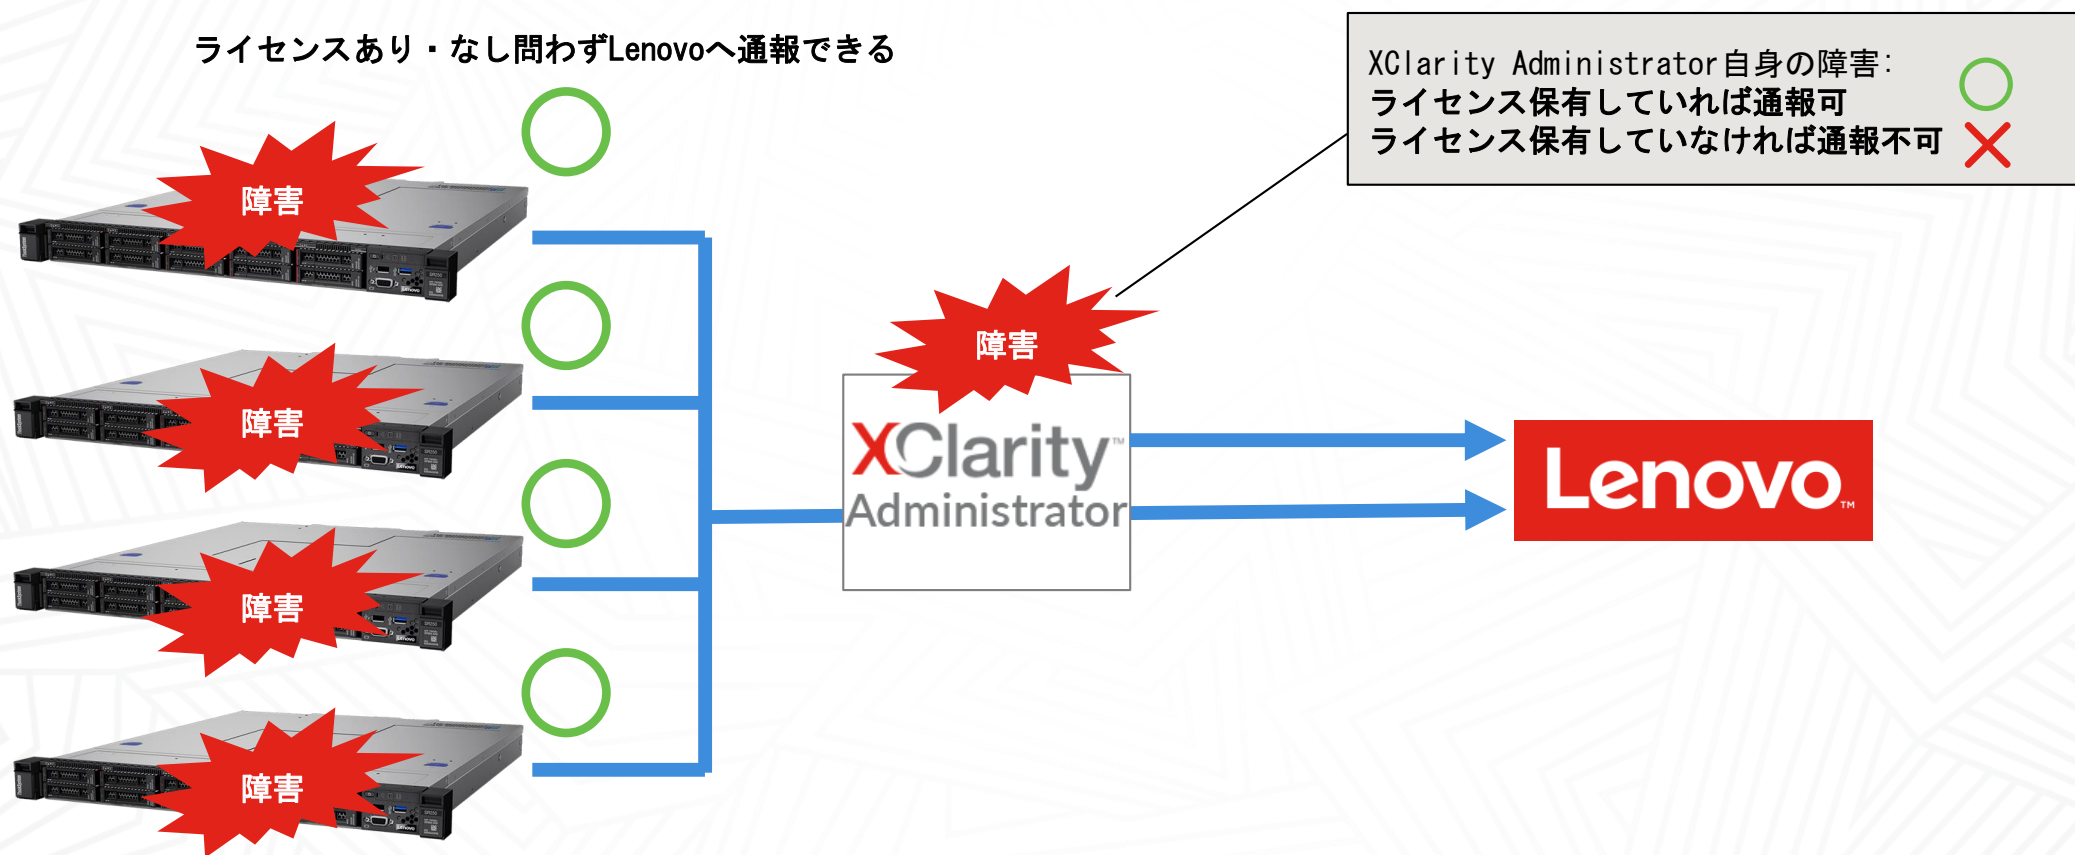 ライセンスあり・なし問わずLenovoへ通報できる
XClarity Administrator自身の障害:
ライセンス保有していれば通報可
ライセンス保有していなければ通報不可
障害
障害
障害
障害
障害
XClarity™
Administrator
Lenovo™